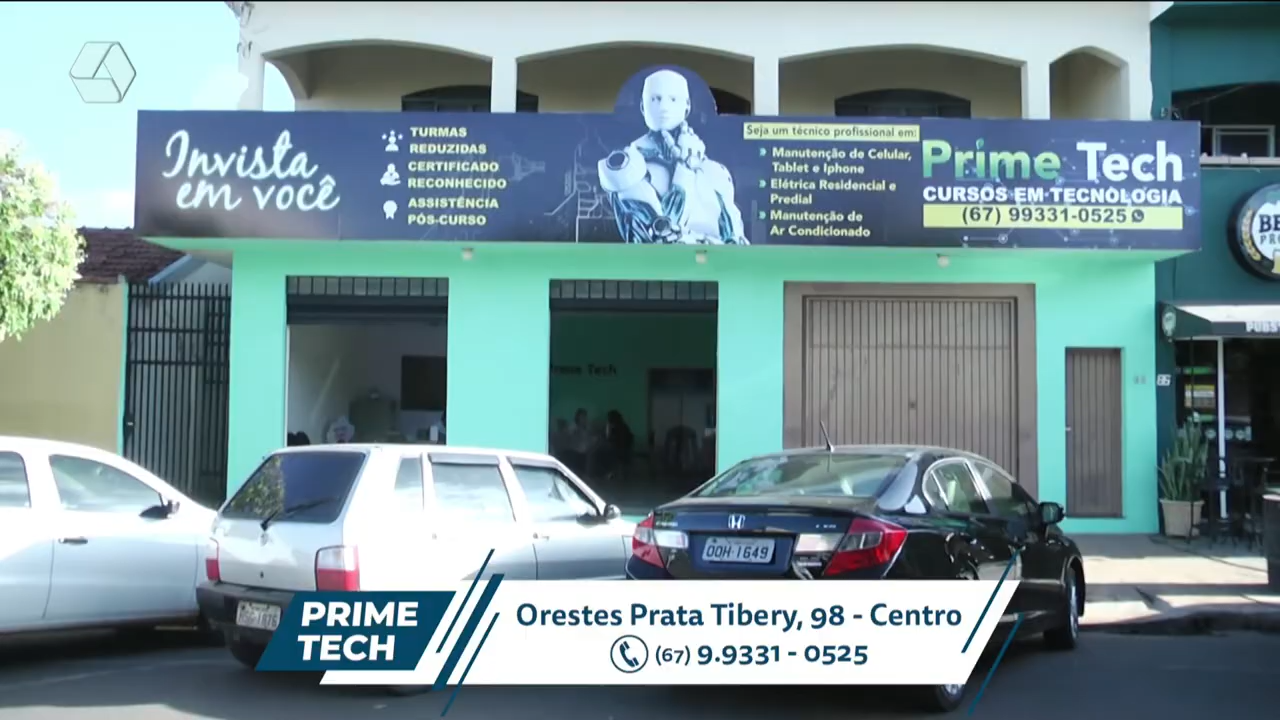 Invista
em você
TURMAS
REDUZIDAS
CERTIFICADO
RECONHECIDO
ASSISTÊNCIA
PÓS-CURSO
Seja um técnico profissional em:
Manutenção de Celular,
Tablet e Iphone
Elétrica Residencial e
Predial
Manutenção de
Ar Condicionado
Prime Tech
CURSOS EM TECNOLOGIA
(67) 99331-0525
Prime Tech
OOH-1649
PRIME
TECH
Orestes Prata Tibery, 98 - Centro
(67) 9.9331 - 0525